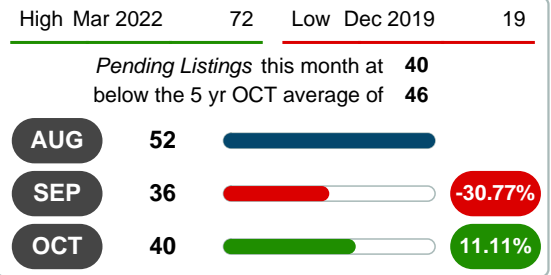 High Mar 2022 72 Low Dec 2019 19
Pending Listings this month at 40
below the 5 yr OCT average of 46
AUG 52
SEP 36 -30.77%
OCT 40 11.11%